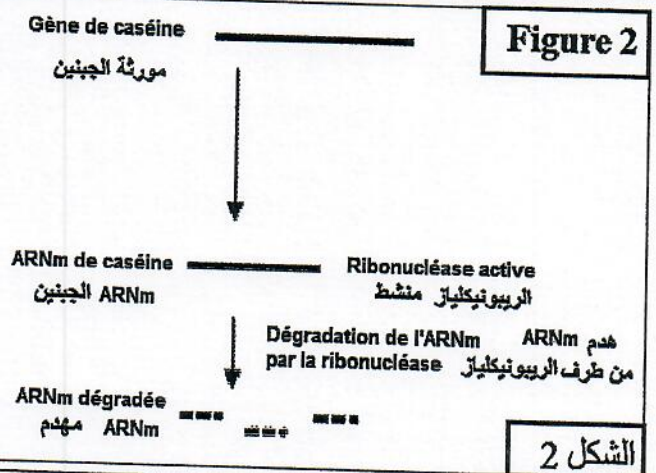 Gène de caséine
Figure 2
مورثة الجبنين
ARNm de caséine
Ribonucléase active
ARNm الجبنين
الريبونيكلياز منشط
Dégradation de l'ARNm هدم ARNm
par la ribonucléase من طرف الريبونيكلياز
ARNm dégradée
ARNm مهدم
الشكل 2